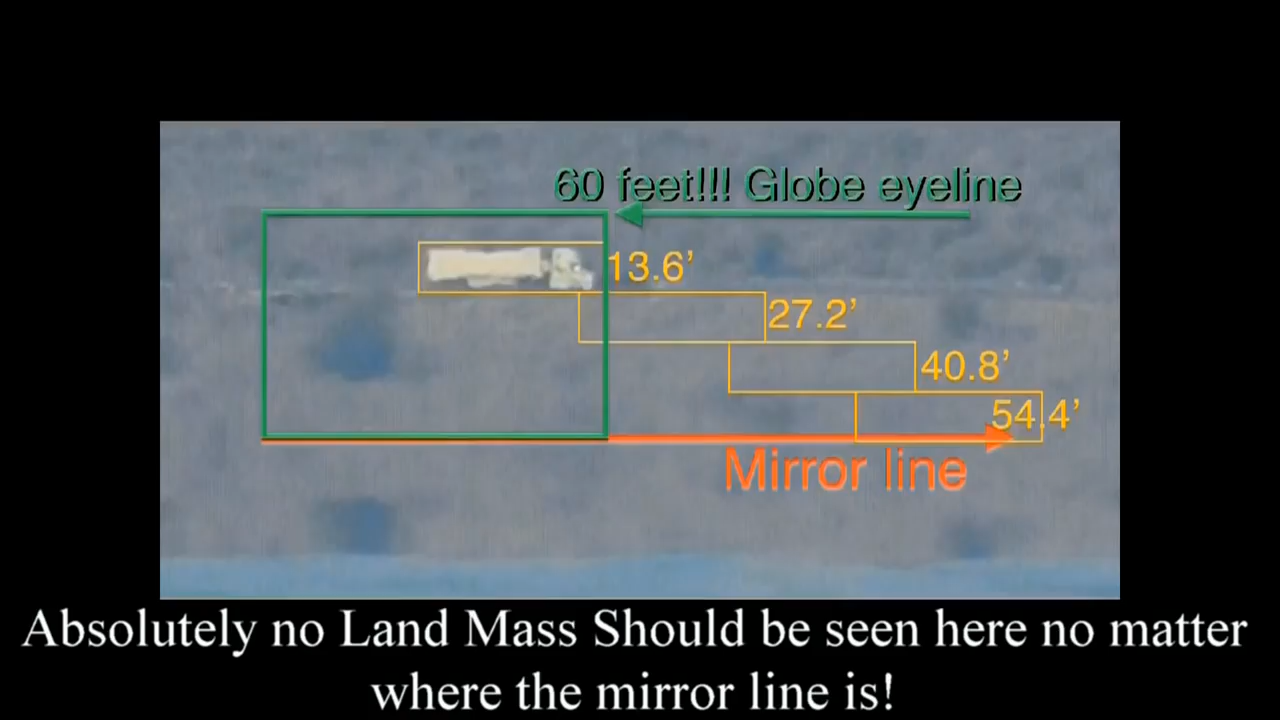 60 feet!!! Globe eyeline
13.6’
27.2’
40.8’
54.4’
Mirror line
Absolutely no Land Mass Should be seen here no matter
where the mirror line is!